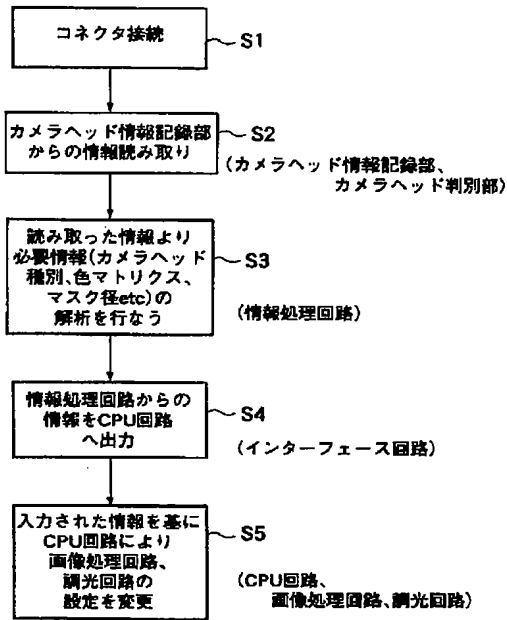 コネクタ接続
S1
カメラヘッド情報記録部
からの情報読み取り
S2
(カメラヘッド情報記録部、
カメラヘッド判別部)
読み取った情報より
必要情報(カメラヘッド
種別、色マトリクス、
マスク径etc)の
解析を行なう
S3
(情報処理回路)
情報処理回路からの
情報をCPU回路
へ出力
S4
(インターフェース回路)
入力された情報を基に
CPU回路により
画像処理回路、
調光回路の
設定を変更
S5
(CPU回路、
画像処理回路、調光回路)